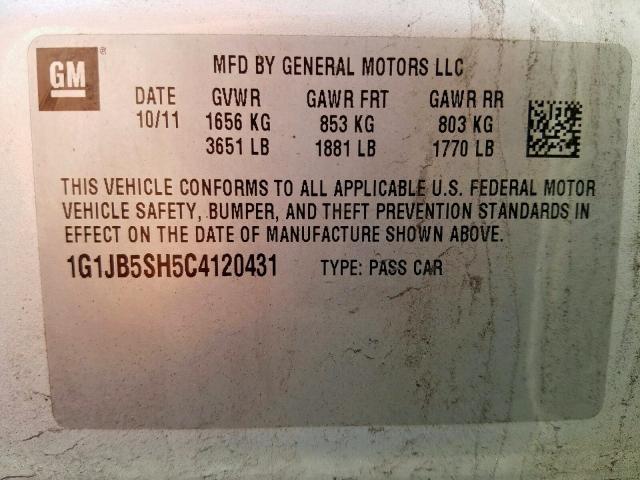 GM
®
MFD BY GENERAL MOTORS LLC
DATE GVWR GAWR FRT GAWR RR
10/11 1656 KG 853 KG 803 KG
3651 LB 1881 LB 1770 LB
THIS VEHICLE CONFORMS TO ALL APPLICABLE U.S. FEDERAL MOTOR
VEHICLE SAFETY, BUMPER, AND THEFT PREVENTION STANDARDS IN
EFFECT ON THE DATE OF MANUFACTURE SHOWN ABOVE.
1G1JB5SH5C4120431 TYPE: PASS CAR